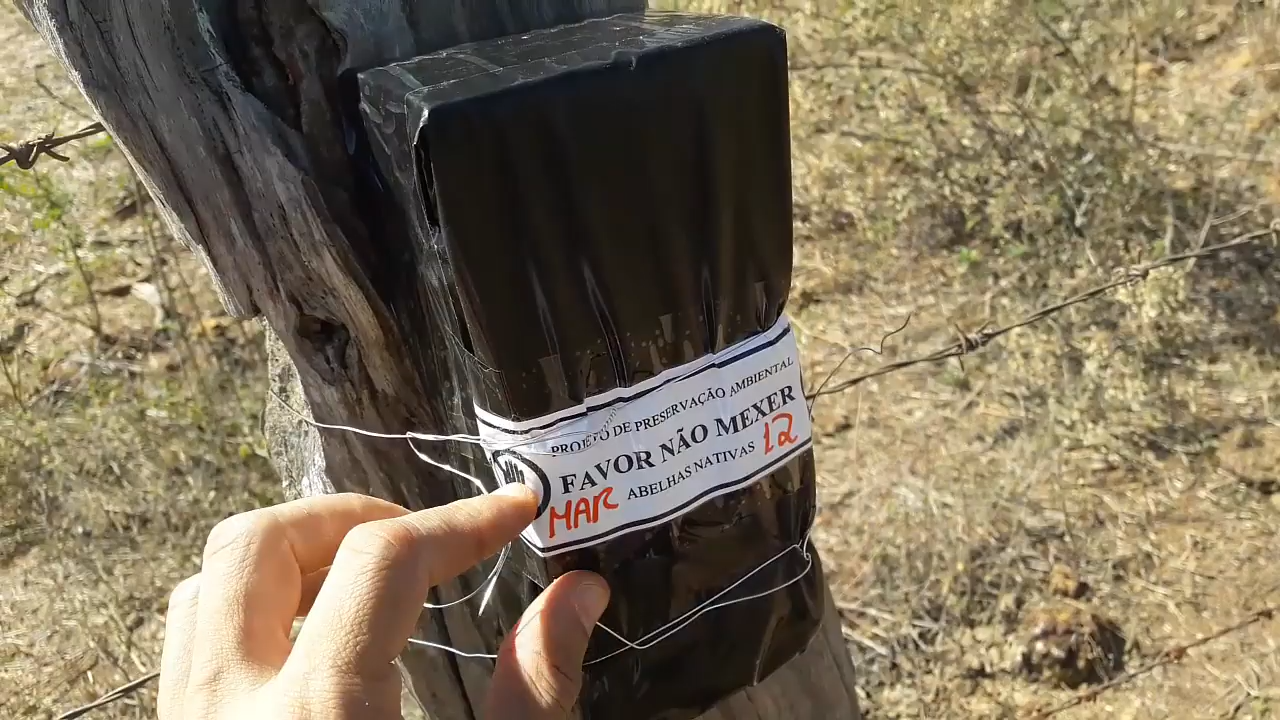 PROJETO DE PRESERVAÇÃO AMBIENTAL
FAVOR NÃO MEXER
ABELHAS NATIVAS
MAR 12